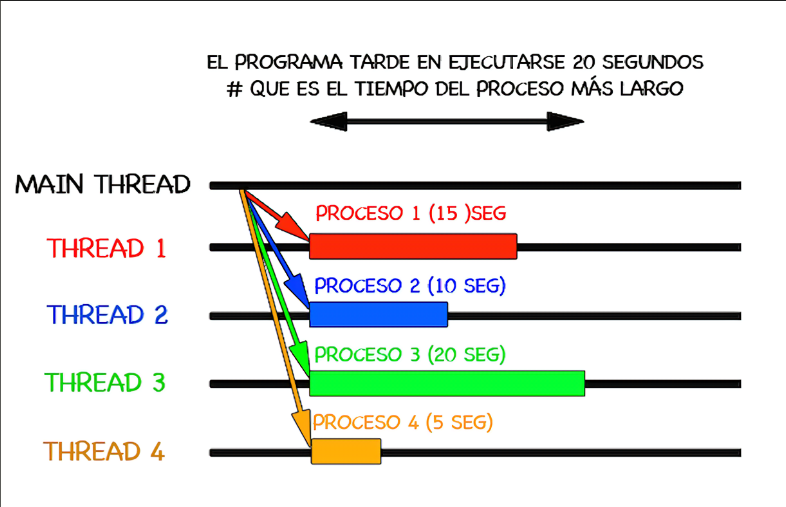 EL PROGRAMA TARDE EN EJECUTARSE 20 SEGUNDOS
# QUE ES EL TIEMPO DEL PROCESO MÁS LARGO
MAIN THREAD
PROCESO 1 (15 )SEG
THREAD 1
PROCESO 2 (10 SEG)
THREAD 2
PROCESO 3 (20 SEG)
THREAD 3
PROCESO 4 (5 SEG)
THREAD 4